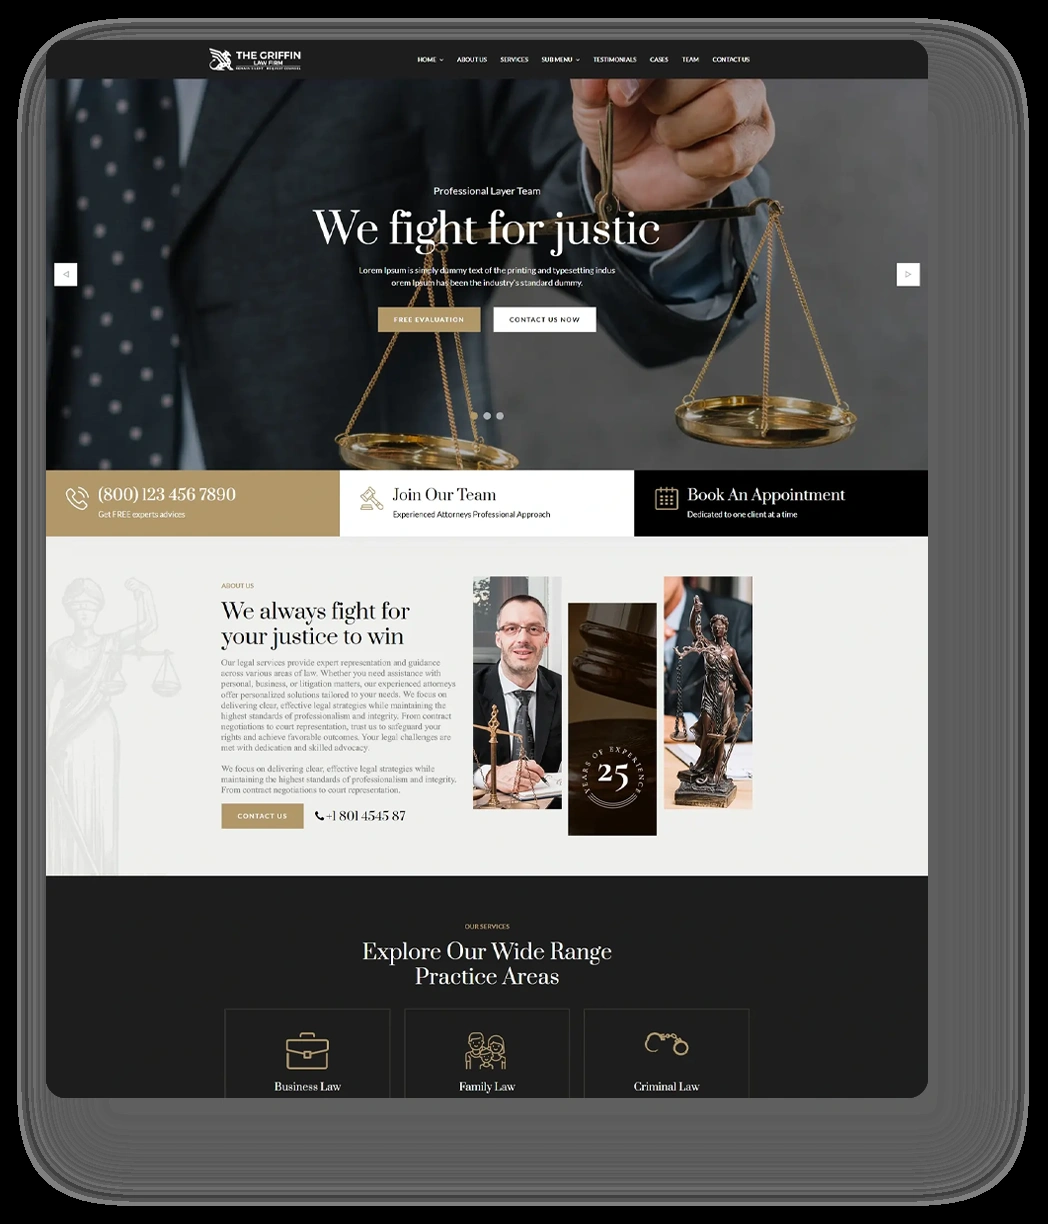 THE GRIFFIN
LAW FIRM
HOME
ABOUT US
SERVICES
SUB MENU
TESTIMONIALS
CASES
TEAM
CONTACT US
Professional Layer Team
We fight for justic
Lorem Ipsum is simply dummy text of the printing and typesetting indus
orem Ipsum has been the industry's standard dummy.
FREE EVALUATION
CONTACT US NOW
(800) 123 456 7890
Get FREE experts advices
Join Our Team
Experienced Attorneys Professional Approach
Book An Appointment
Dedicated to one client at a time
ABOUT US
We always fight for
your justice to win
Our legal services provide expert representation and guidance
across various areas of law. Whether you need assistance with
personal, business, or litigation matters, our experienced attorneys
offer personalized solutions tailored to your needs. We focus on
delivering clear, effective legal strategies while maintaining the
highest standards of professionalism and integrity. From contract
negotiations to court representation, trust us to safeguard your
rights and achieve favorable outcomes. Your legal challenges are
met with dedication and skilled advocacy.
We focus on delivering clear, effective legal strategies while
maintaining the highest standards of professionalism and integrity.
From contract negotiations to court representation.
CONTACT US
+1 801 4545 87
YEARS OF EXPERIENCE
25
OUR SERVICES
Explore Our Wide Range
Practice Areas
Business Law
Family Law
Criminal Law